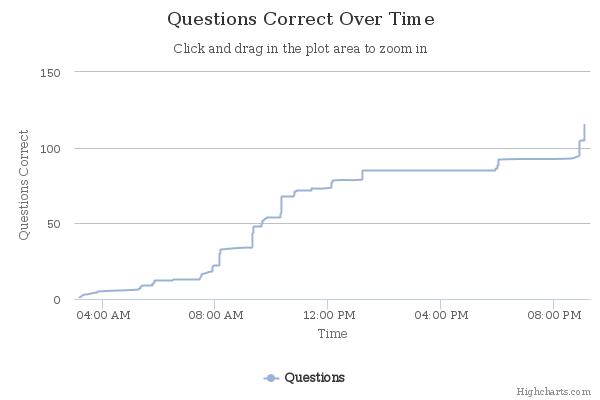 Questions Correct Over Time
Click and drag in the plot area to zoom in
Questions Correct
150
100
50
0
04:00 AM 08:00 AM 12:00 PM 04:00 PM 08:00 PM
Time
Questions
Highcharts.com